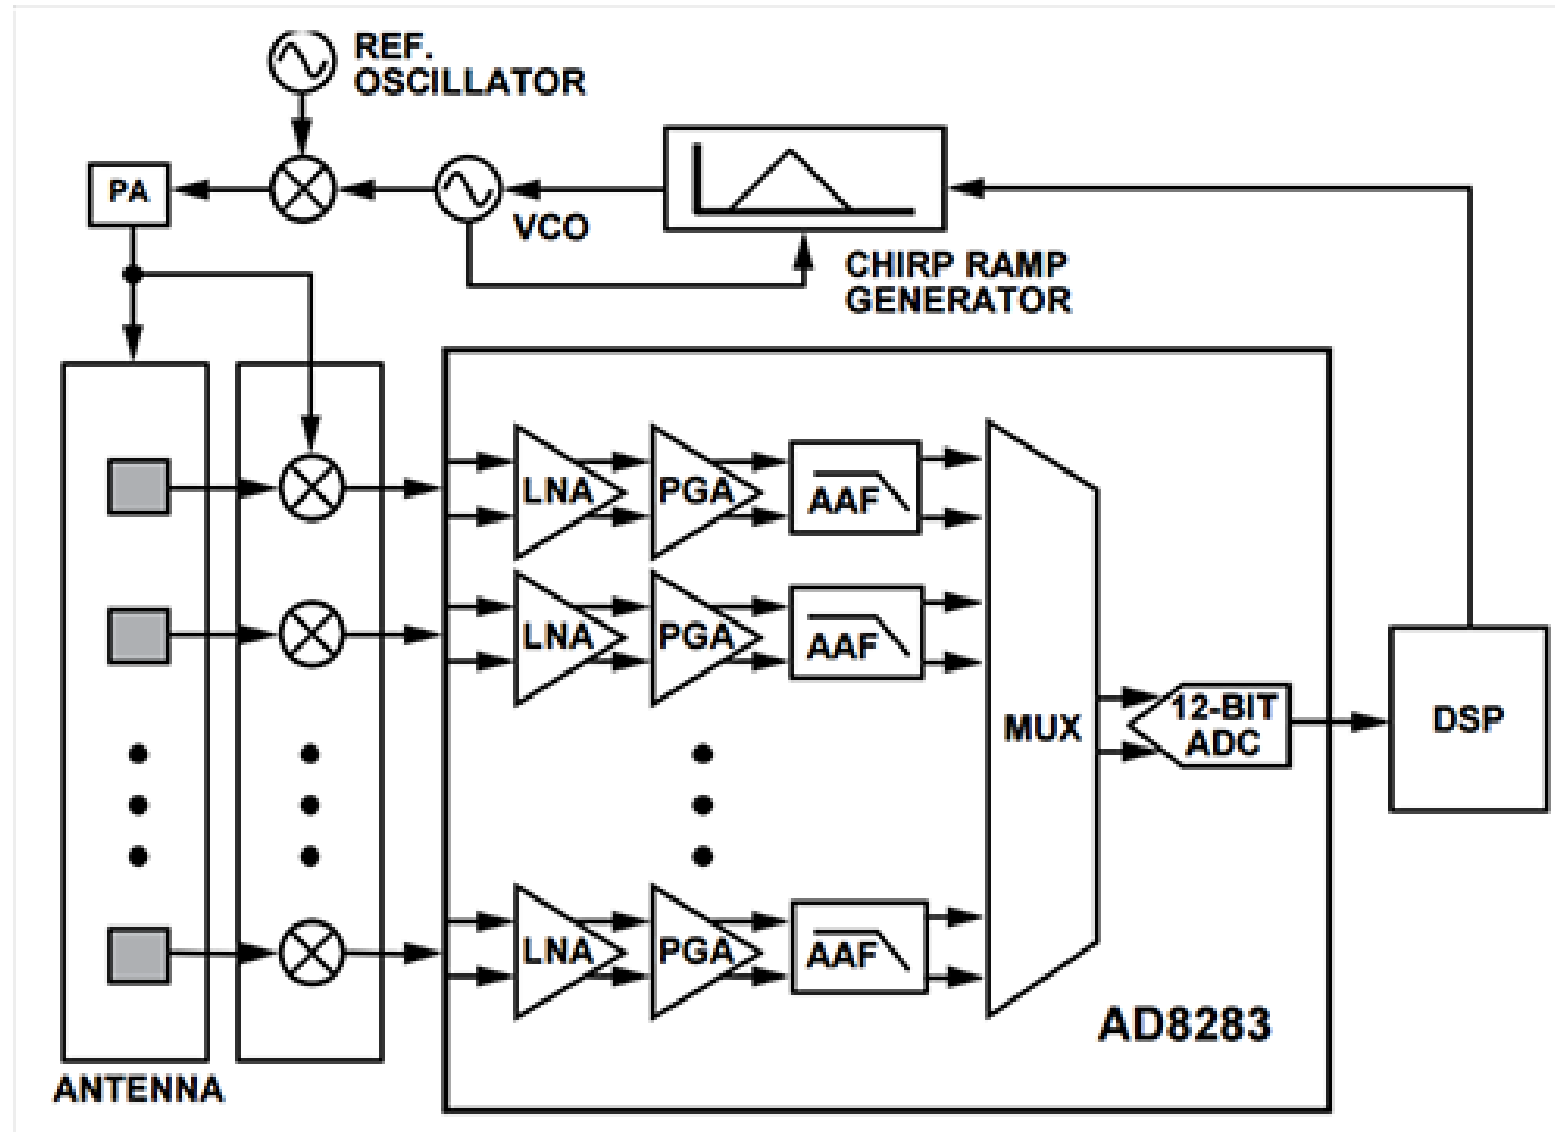 REF.
OSCILLATOR
PA
VCO
CHIRP RAMP
GENERATOR
LNA
PGA
AAF
LNA
PGA
AAF
MUX
12-BIT
ADC
DSP
LNA
PGA
AAF
AD8283
ANTENNA